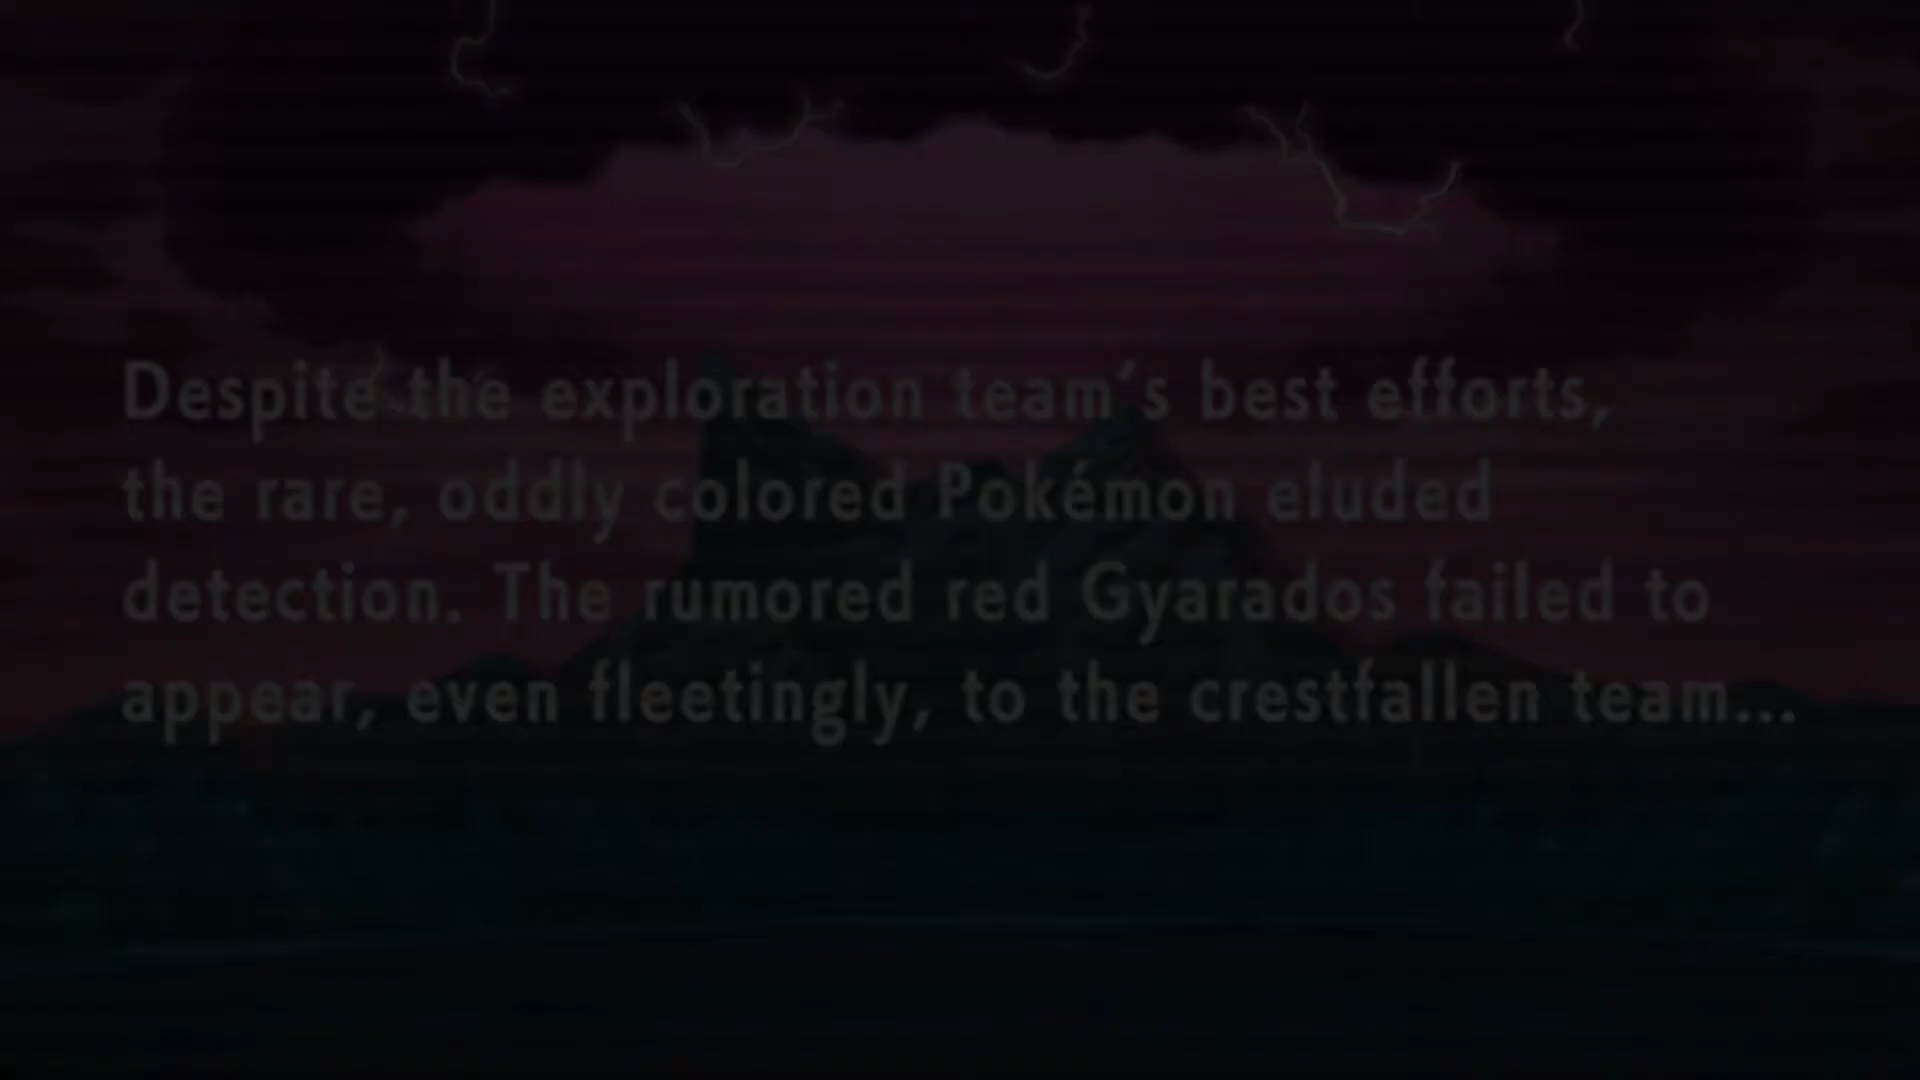 Despite the exploration team's best efforts,
the rare, oddly colored Pokémon eluded
detection. The rumored red Gyarados failed to
appear, even fleetingly, to the crestfallen team...